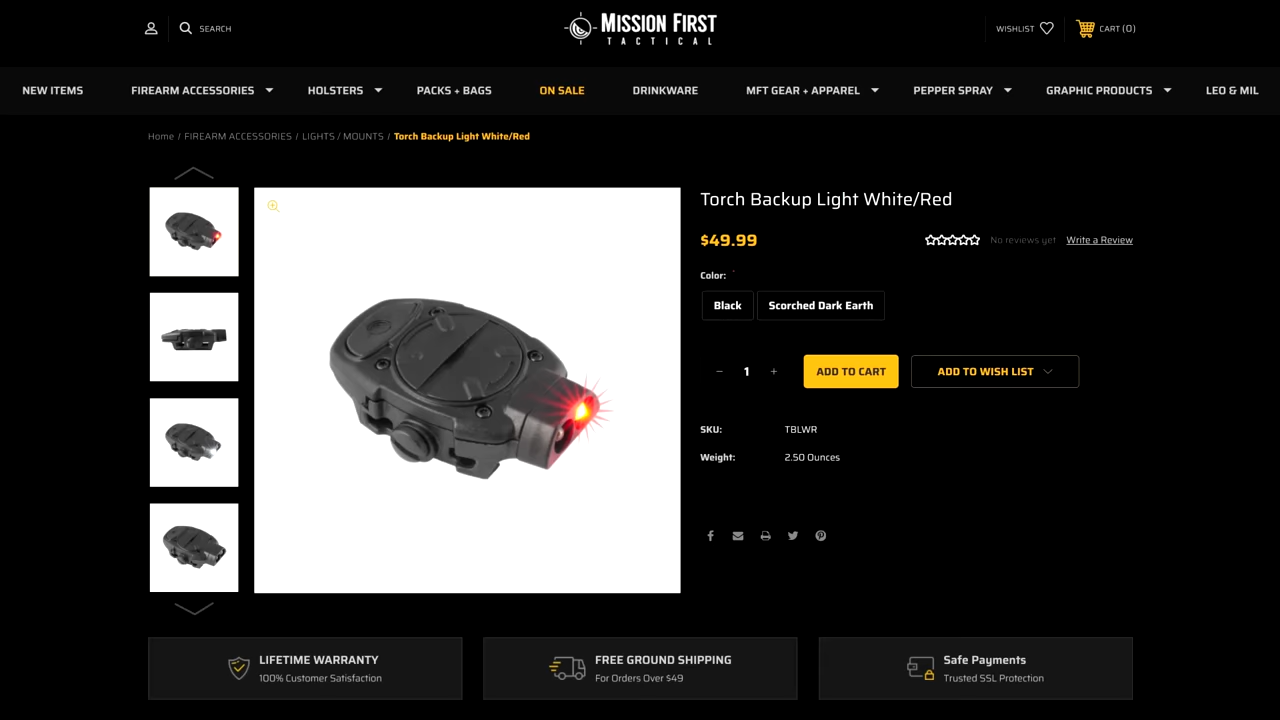 SEARCH
MISSION FIRST
TACTICAL
WISHLIST
CART (0)
NEW ITEMS
FIREARM ACCESSORIES
HOLSTERS
PACKS + BAGS
ON SALE
DRINKWARE
MFT GEAR + APPAREL
PEPPER SPRAY
GRAPHIC PRODUCTS
LEO & MIL
Home / FIREARM ACCESSORIES / LIGHTS / MOUNTS / Torch Backup Light White/Red
Torch Backup Light White/Red
$49.99
No reviews yet
Write a Review
Color: *
Black
Scorched Dark Earth
− 1 +
ADD TO CART
ADD TO WISH LIST
SKU: TBLWR
Weight: 2.50 Ounces
LIFETIME WARRANTY
100% Customer Satisfaction
FREE GROUND SHIPPING
For Orders Over $49
Safe Payments
Trusted SSL Protection